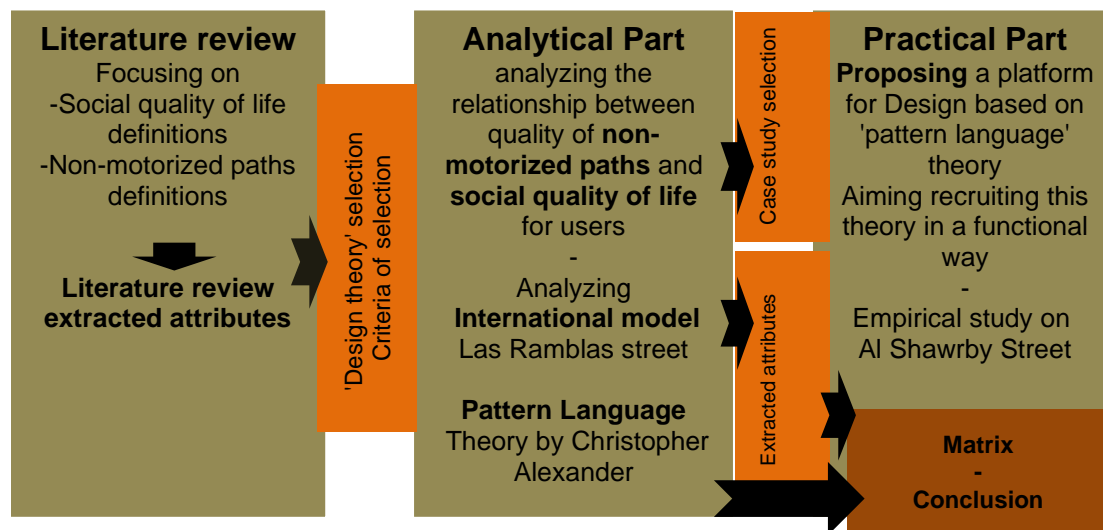 Literature review
Focusing on
-Social quality of life
definitions
-Non-motorized paths
definitions
Literature review
extracted attributes
'Design theory' selection
Criteria of selection
Analytical Part
analyzing the
relationship between
quality of non-
motorized paths and
social quality of life
for users
-
Analyzing
International model
Las Ramblas street
Pattern Language
Theory by Christopher
Alexander
Case study selection
Extracted attributes
Practical Part
Proposing a platform
for Design based on
'pattern language'
theory
Aiming recruiting this
theory in a functional
way
-
Empirical study on
Al Shawrby Street
Matrix
-
Conclusion